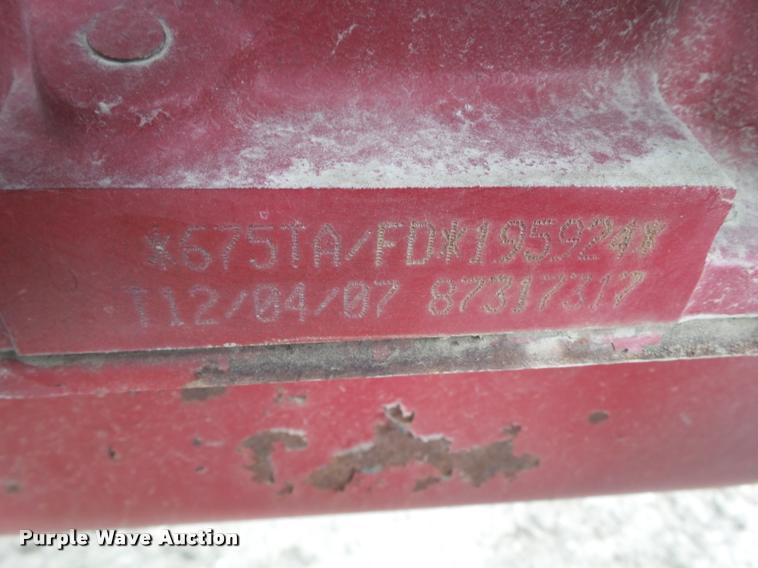 *675TA/FD*195924*
T12/04/07 87317317
Purple Wave Auction